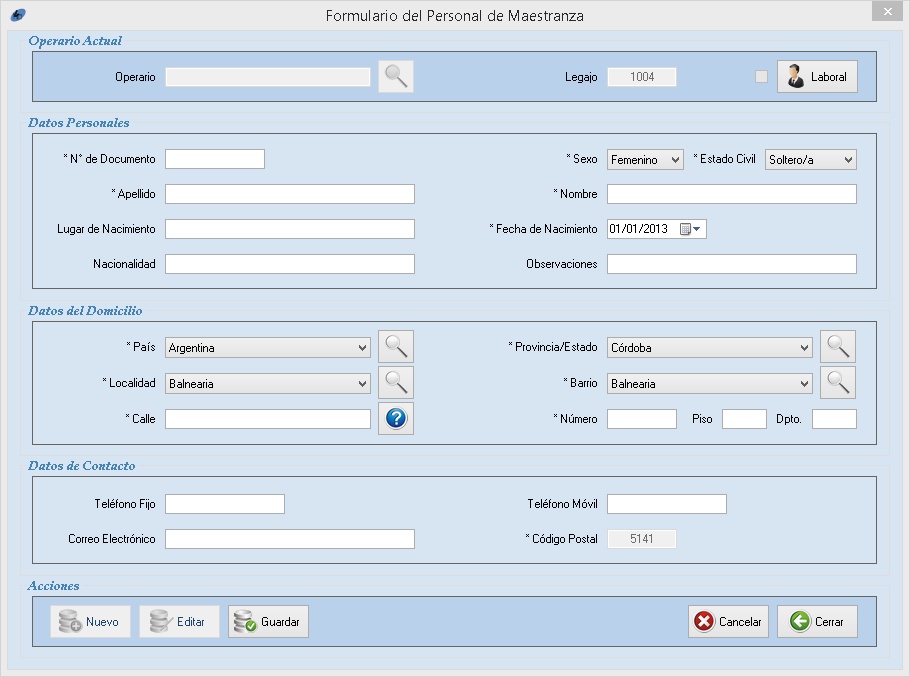 Formulario del Personal de Maestranza
Operario Actual
Operario Legajo 1004 Laboral
Datos Personales
* N° de Documento * Sexo Femenino * Estado Civil Soltero/a
* Apellido * Nombre
Lugar de Nacimiento * Fecha de Nacimiento 01/01/2013
Nacionalidad Observaciones
Datos del Domicilio
* País Argentina * Provincia/Estado Córdoba
* Localidad Balnearia * Barrio Balnearia
* Calle ? * Número Piso Dpto.
Datos de Contacto
Teléfono Fijo Teléfono Móvil
Correo Electrónico * Código Postal 5141
Acciones
Nuevo Editar Guardar Cancelar Cerrar